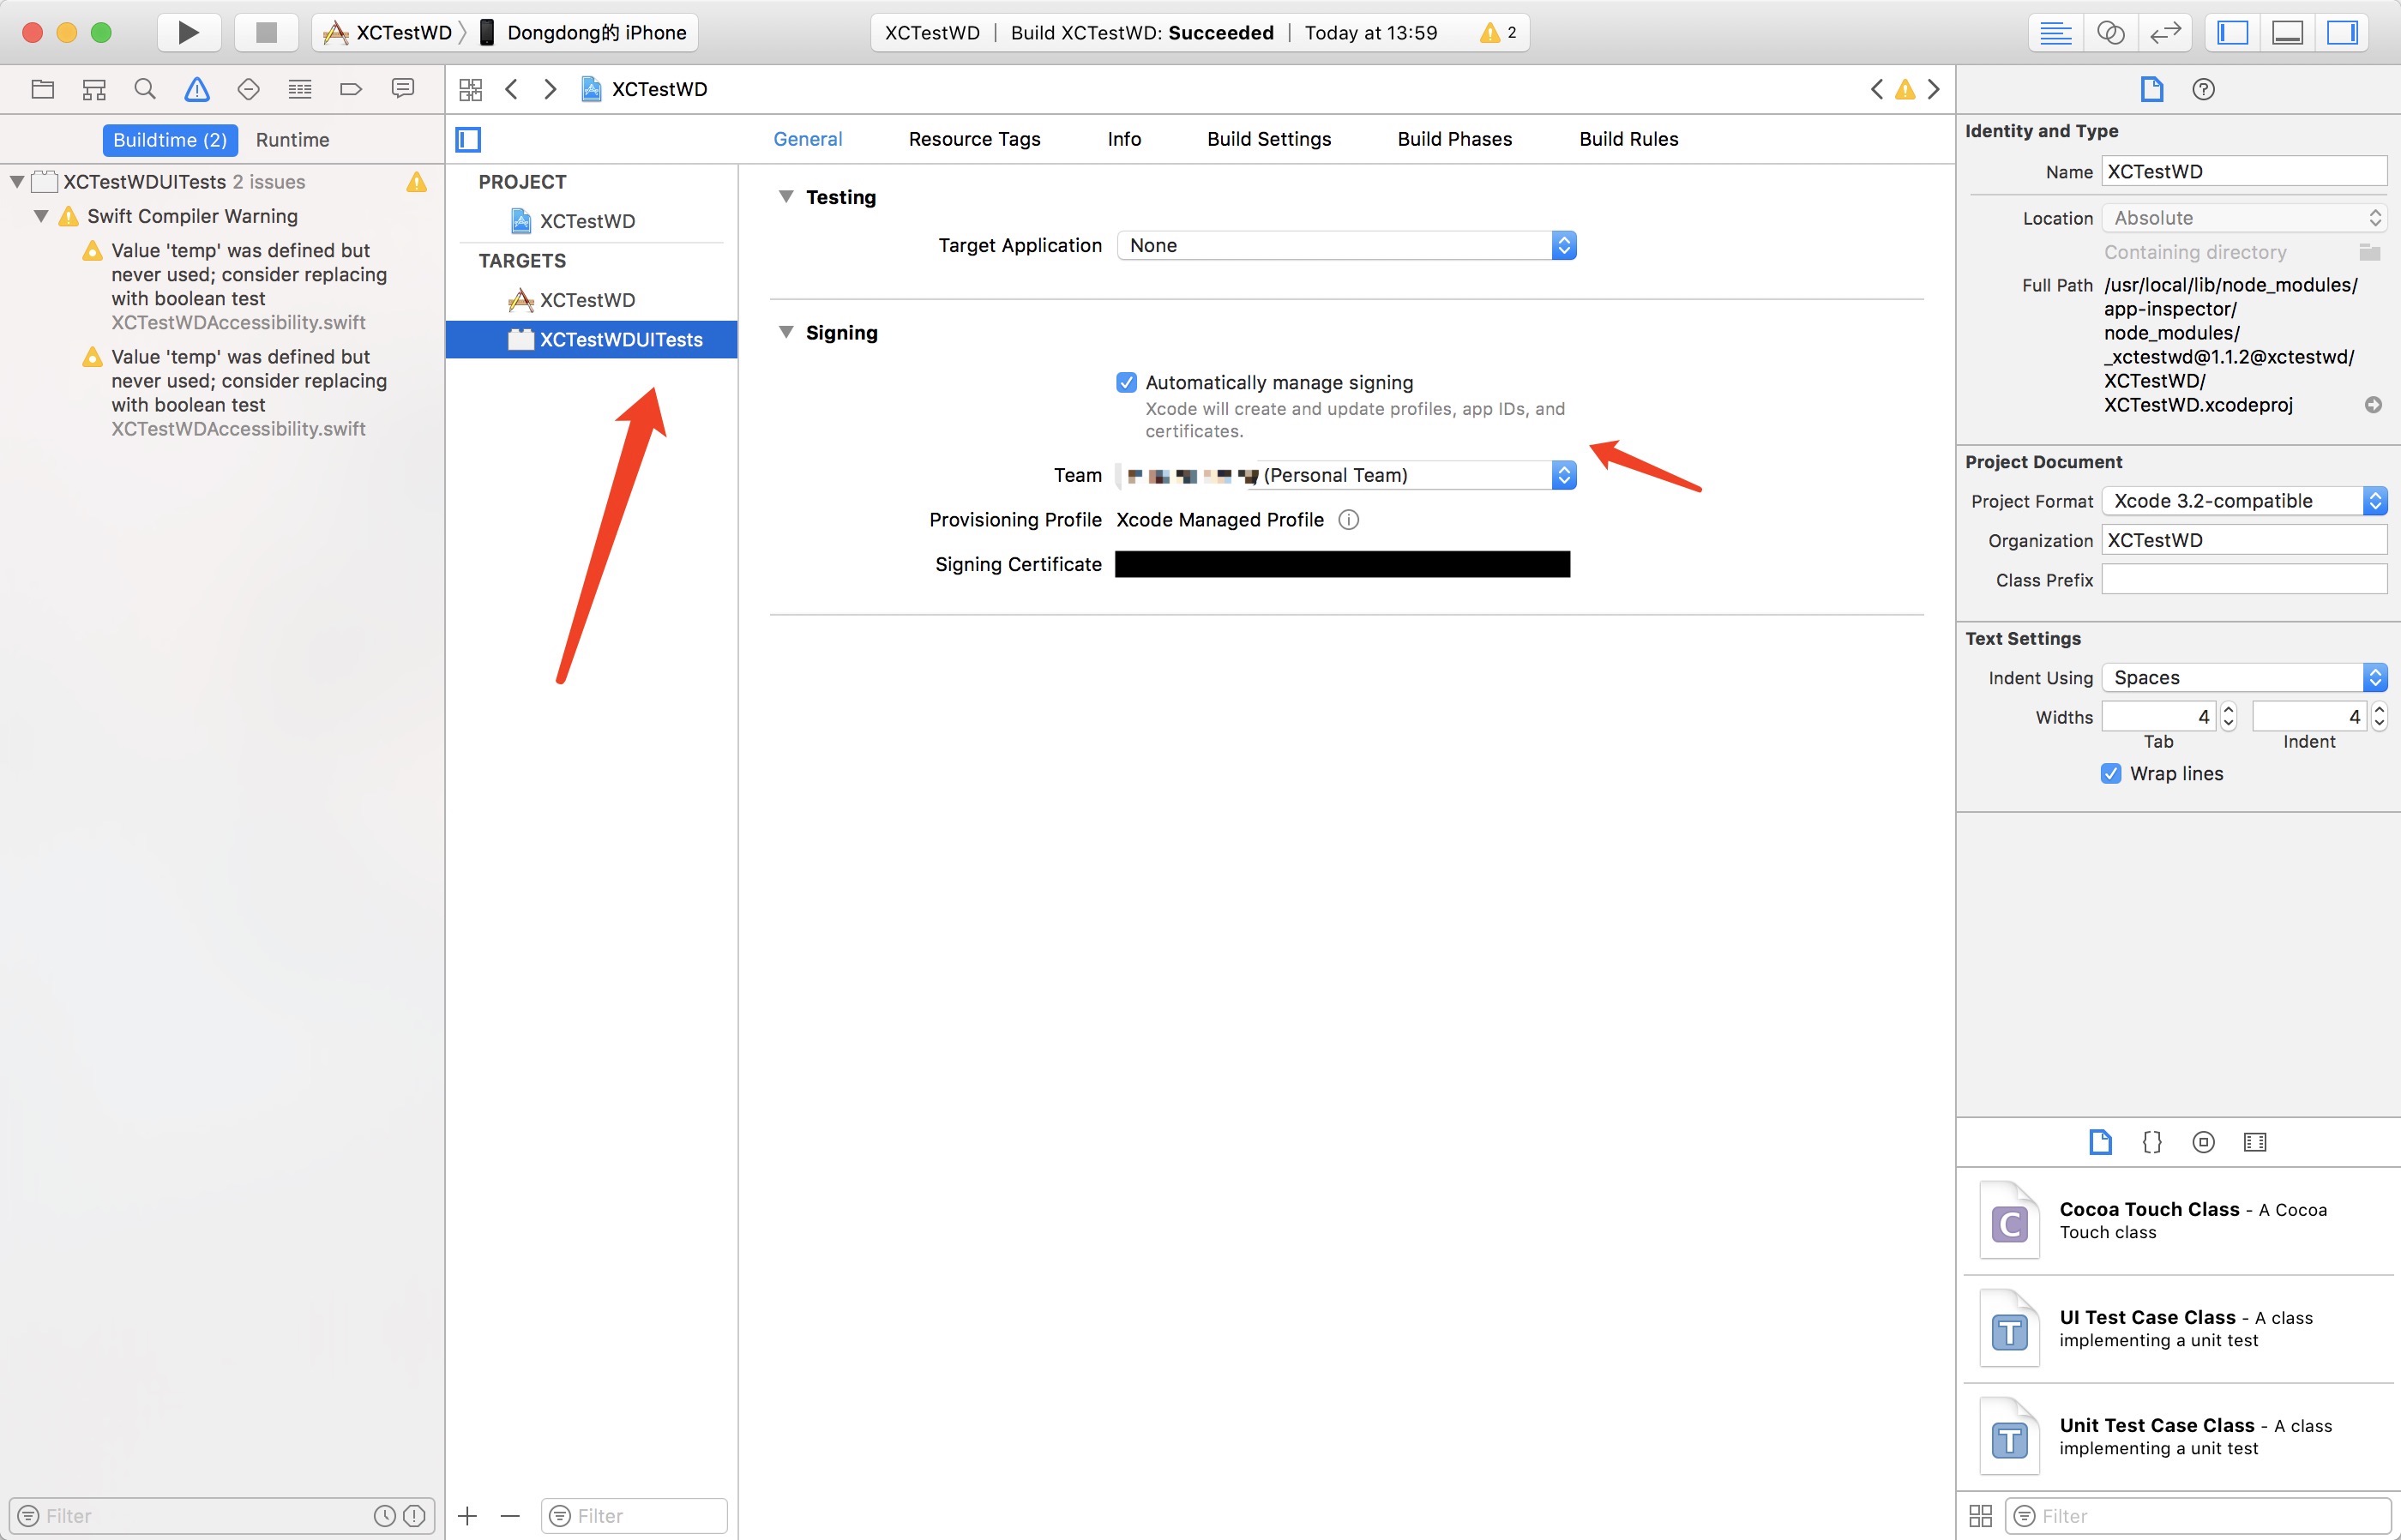 XCTestWD
Dongdong的 iPhone
XCTestWD | Build XCTestWD: Succeeded | Today at 13:59
2
XCTestWD
Buildtime (2)
Runtime
General
Resource Tags
Info
Build Settings
Build Phases
Build Rules
XCTestWDUITests 2 issues
Swift Compiler Warning
Value 'temp' was defined but
never used; consider replacing
with boolean test
XCTestWDAccessibility.swift
Value 'temp' was defined but
never used; consider replacing
with boolean test
XCTestWDAccessibility.swift
Filter
PROJECT
XCTestWD
TARGETS
XCTestWD
XCTestWDUITests
Filter
Testing
Target Application None
Signing
Automatically manage signing
Xcode will create and update profiles, app IDs, and
certificates.
Team (Personal Team)
Provisioning Profile Xcode Managed Profile
Signing Certificate
Identity and Type
Name XCTestWD
Location Absolute
Containing directory
Full Path /usr/local/lib/node_modules/
app-inspector/
node_modules/
_xctestwd@1.1.2@xctestwd/
XCTestWD/
XCTestWD.xcodeproj
Project Document
Project Format Xcode 3.2-compatible
Organization XCTestWD
Class Prefix
Text Settings
Indent Using Spaces
Widths 4 4
Tab Indent
Wrap lines
{}
C
Cocoa Touch Class - A Cocoa
Touch class
T
UI Test Case Class - A class
implementing a unit test
T
Unit Test Case Class - A class
implementing a unit test
Filter